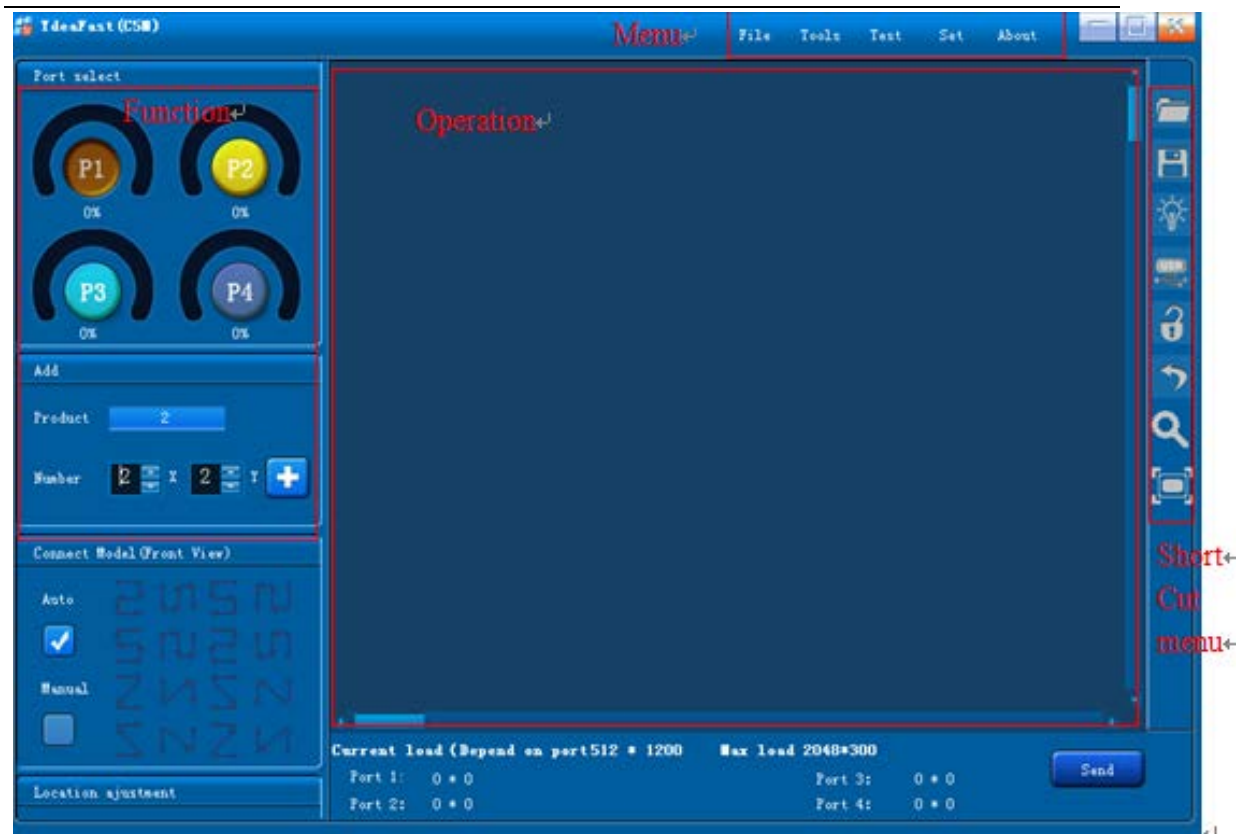 YdeaFast(C5M)
Menu
File Tools Test Set About
Port select
Function
Operation
P1 P2
0% 0%
P3 P4
0% 0%
Add
Product 2
Number 2 X 2 Y
Connect Model(Front View)
Auto
Manual
Location ajustment
Short
Cut
menu
Current load(Depend on port512 * 1200 Max load 2048*300
Port 1: 0 * 0 Port 3: 0 * 0
Port 2: 0 * 0 Port 4: 0 * 0
Send